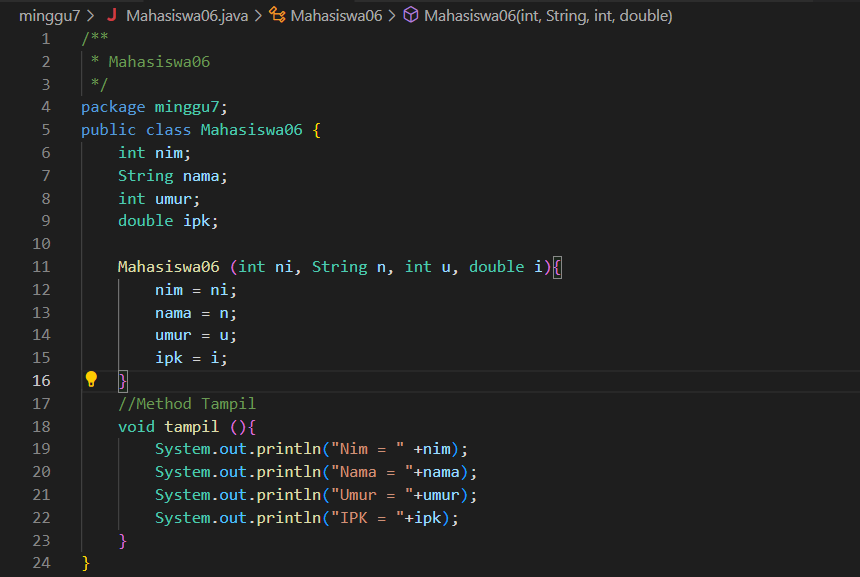 minggu7 > J Mahasiswa06.java > Mahasiswa06 > Mahasiswa06(int, String, int, double)
1 /**
2  * Mahasiswa06
3  */
4 package minggu7;
5 public class Mahasiswa06 {
6     int nim;
7     String nama;
8     int umur;
9     double ipk;
10
11     Mahasiswa06 (int ni, String n, int u, double i){
12         nim = ni;
13         nama = n;
14         umur = u;
15         ipk = i;
16     }
17     //Method Tampil
18     void tampil (){
19         System.out.println("Nim = " +nim);
20         System.out.println("Nama = "+nama);
21         System.out.println("Umur = "+umur);
22         System.out.println("IPK = "+ipk);
23     }
24 }